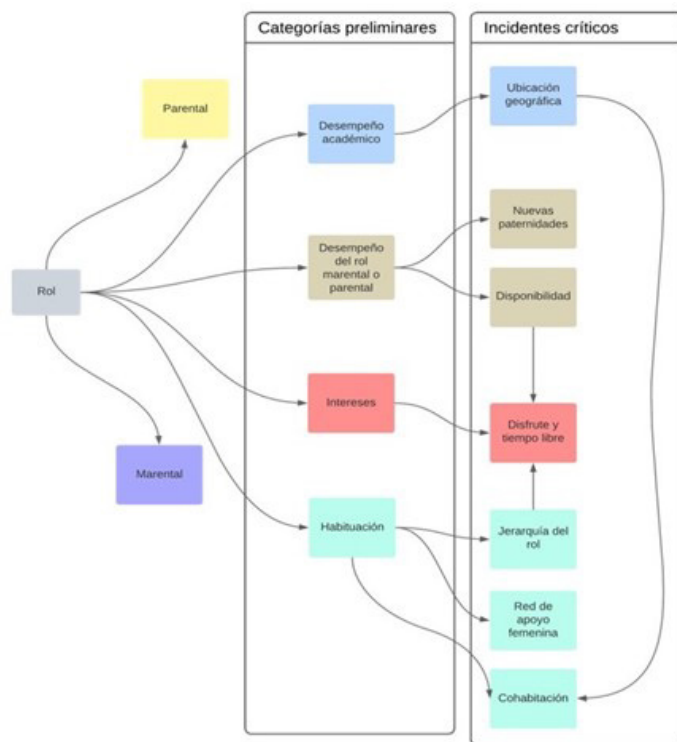 Categorías preliminares
Incidentes críticos
Parental
Rol
Marental
Desempeño
académico
Desempeño
del rol
marental o
parental
Intereses
Habituación
Ubicación
geográfica
Nuevas
paternidades
Disponibilidad
Disfrute y
tiempo libre
Jerarquía del
rol
Red de
apoyo
femenina
Cohabitación